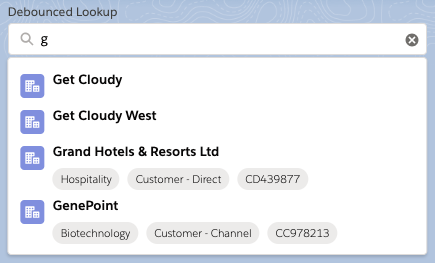 Debounced Lookup
g
Get Cloudy
Get Cloudy West
Grand Hotels & Resorts Ltd
Hospitality Customer - Direct CD439877
GenePoint
Biotechnology Customer - Channel CC978213